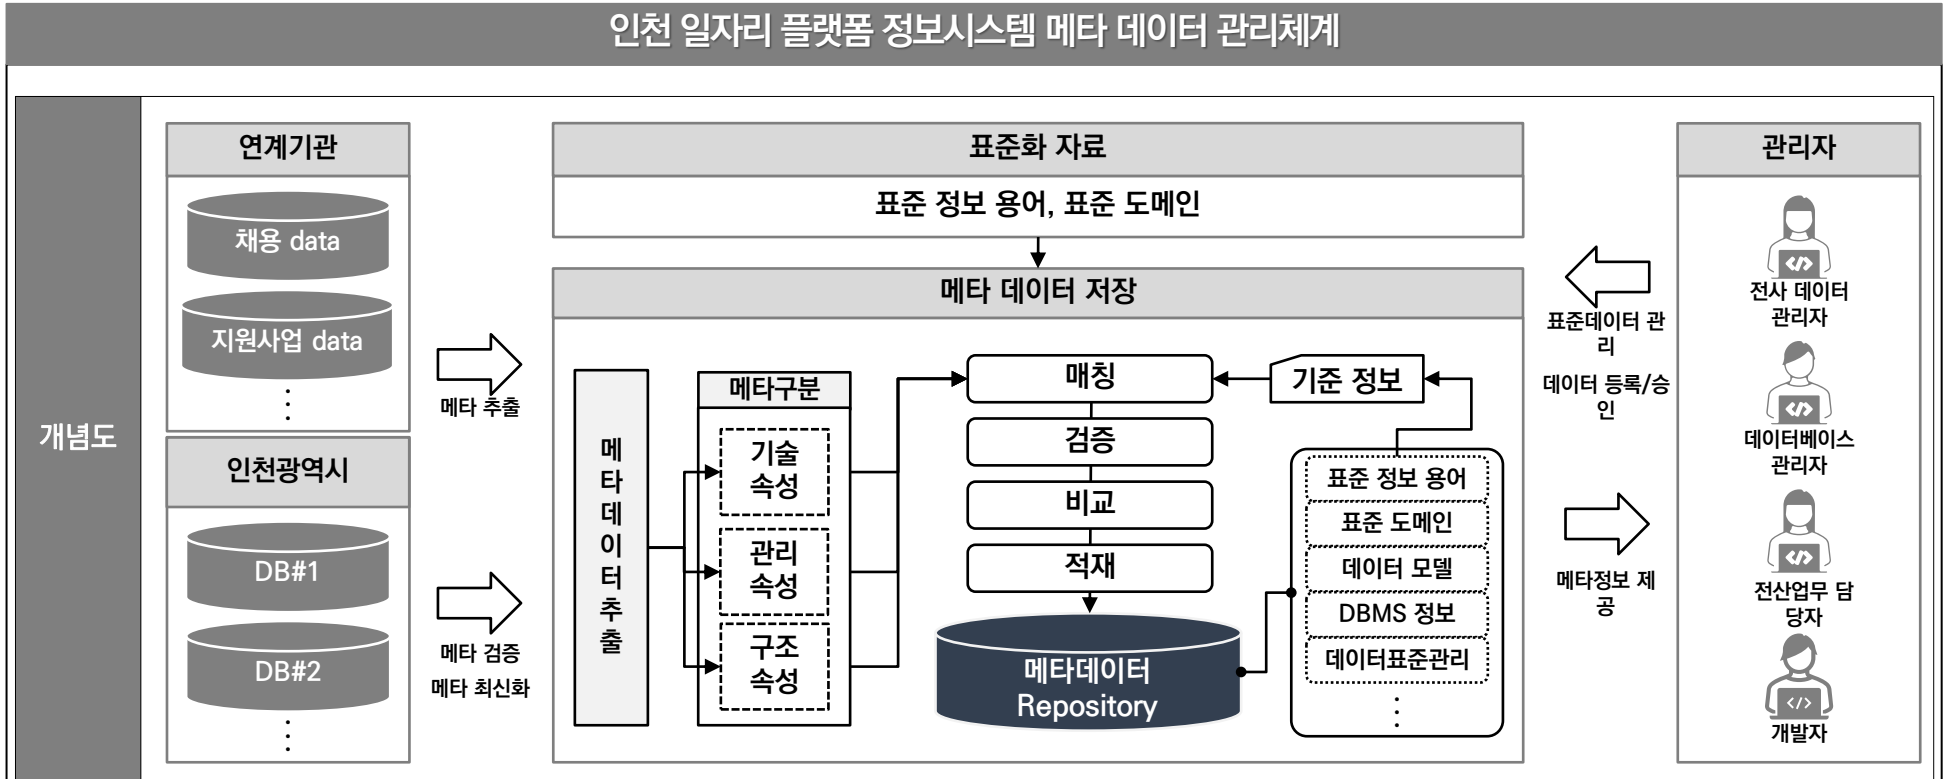 인천 일자리 플랫폼 정보시스템 메타 데이터 관리체계
개념도
연계기관
채용 data
지원사업 data
⋮
인천광역시
DB#1
DB#2
⋮
메타 추출
메타 검증
메타 최신화
표준화 자료
표준 정보 용어, 표준 도메인
메타 데이터 저장
메
타
데
이
터
추
출
메타구분
기술
속성
관리
속성
구조
속성
매칭
검증
비교
적재
메타데이터
Repository
기준 정보
표준 정보 용어
표준 도메인
데이터 모델
DBMS 정보
데이터표준관리
⋮
표준데이터 관
리
데이터 등록/승
인
메타정보 제
공
관리자
</>
전사 데이터
관리자
</>
데이터베이스
관리자
</>
전산업무 담
당자
</>
개발자